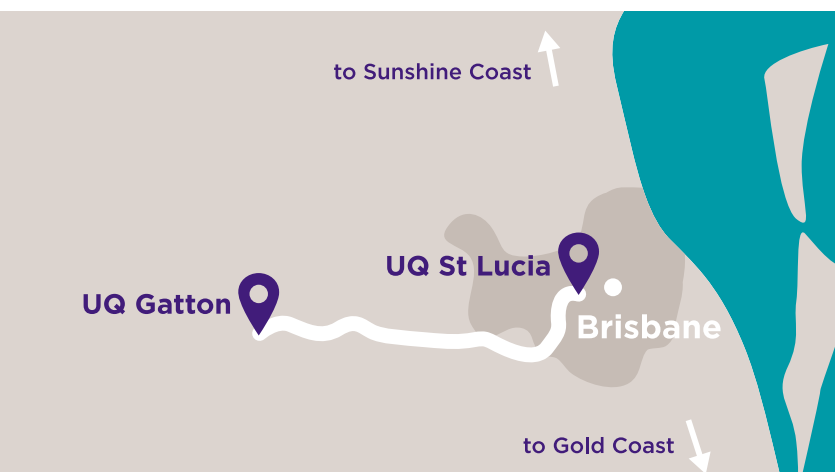 to Sunshine Coast
UQ St Lucia
UQ Gatton
Brisbane
to Gold Coast